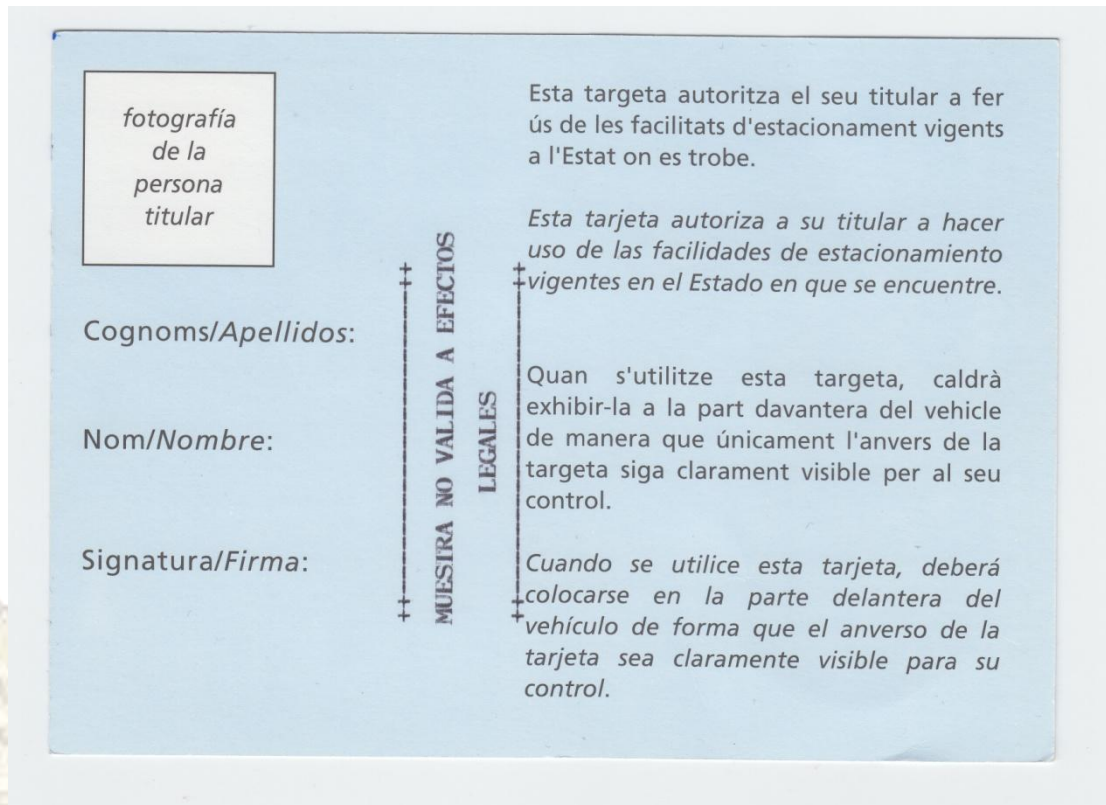 fotografía
de la
persona
titular
Cognoms/Apellidos:
Nom/Nombre:
Signatura/Firma:
MUESTRA NO VALIDA A EFECTOS
LEGALES
Esta targeta autoritza el seu titular a fer
ús de les facilitats d'estacionament vigents
a l'Estat on es trobe.
Esta tarjeta autoriza a su titular a hacer
uso de las facilidades de estacionamiento
vigentes en el Estado en que se encuentre.
Quan s'utilitze esta targeta, caldrà
exhibir-la a la part davantera del vehicle
de manera que únicament l'anvers de la
targeta siga clarament visible per al seu
control.
Cuando se utilice esta tarjeta, deberá
colocarse en la parte delantera del
vehículo de forma que el anverso de la
tarjeta sea claramente visible para su
control.